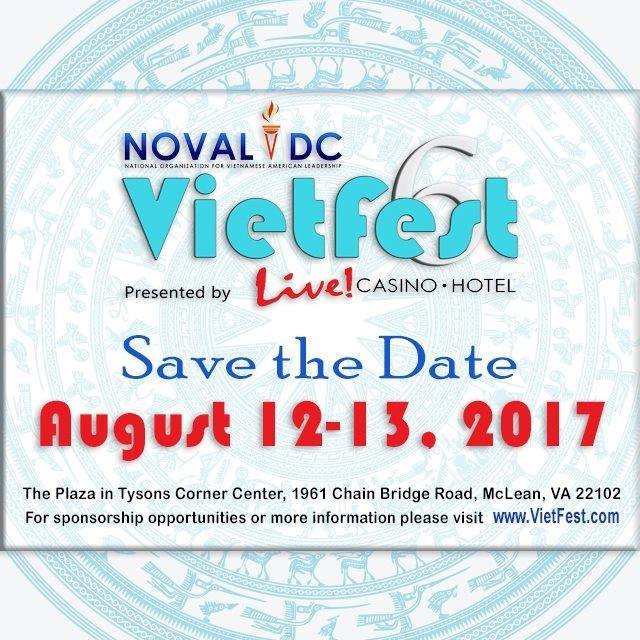 NOVAL DC
NATIONAL ORGANIZATION FOR VIETNAMESE AMERICAN LEADERSHIP
VietFest 6
Presented by Live! CASINO • HOTEL
Save the Date
August 12-13, 2017
The Plaza in Tysons Corner Center, 1961 Chain Bridge Road, McLean, VA 22102
For sponsorship opportunities or more information please visit www.VietFest.com